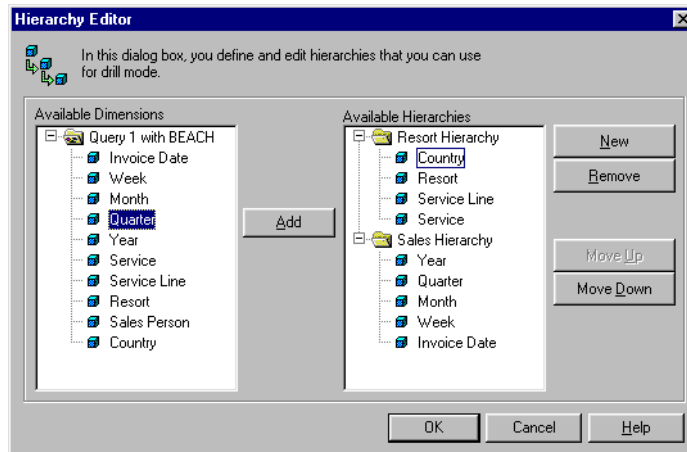 Hierarchy Editor
In this dialog box, you define and edit hierarchies that you can use
for drill mode.
Available Dimensions
Query 1 with BEACH
Invoice Date
Week
Month
Quarter
Year
Service
Service Line
Resort
Sales Person
Country
Add
Available Hierarchies
Resort Hierarchy
Country
Resort
Service Line
Service
Sales Hierarchy
Year
Quarter
Month
Week
Invoice Date
New
Remove
Move Up
Move Down
OK
Cancel
Help